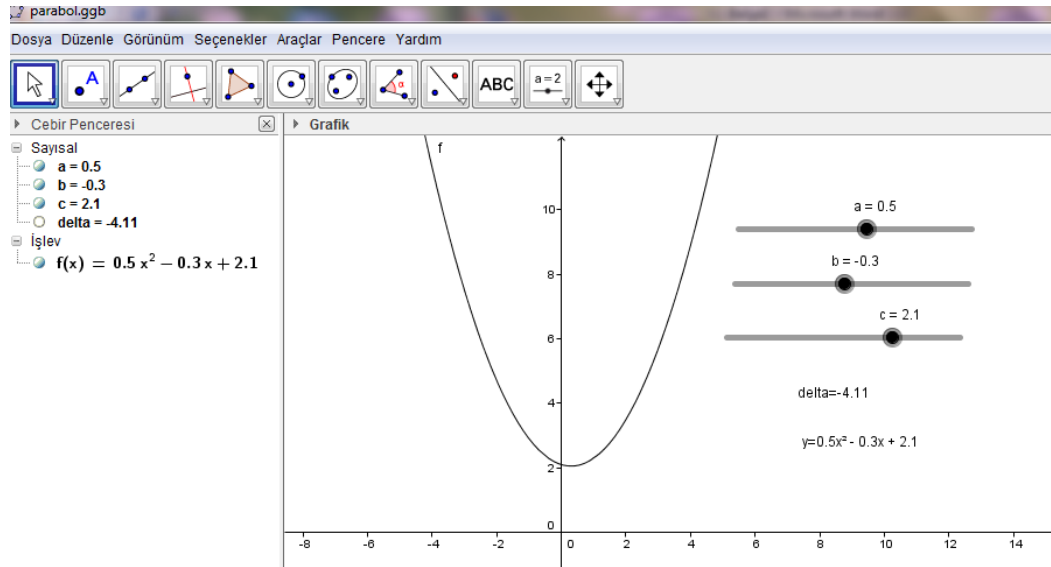 parabol.ggb
Dosya Düzenle Görünüm Seçenekler Araçlar Pencere Yardım
A
α
ABC
a = 2
Cebir Penceresi
Grafik
Sayısal
a = 0.5
b = -0.3
c = 2.1
delta = -4.11
İşlev
f(x) = 0.5 x² − 0.3 x + 2.1
f
a = 0.5
b = -0.3
c = 2.1
delta=-4.11
y=0.5x² - 0.3x + 2.1
10
8
6
4
2
0
-8 -6 -4 -2 0 2 4 6 8 10 12 14